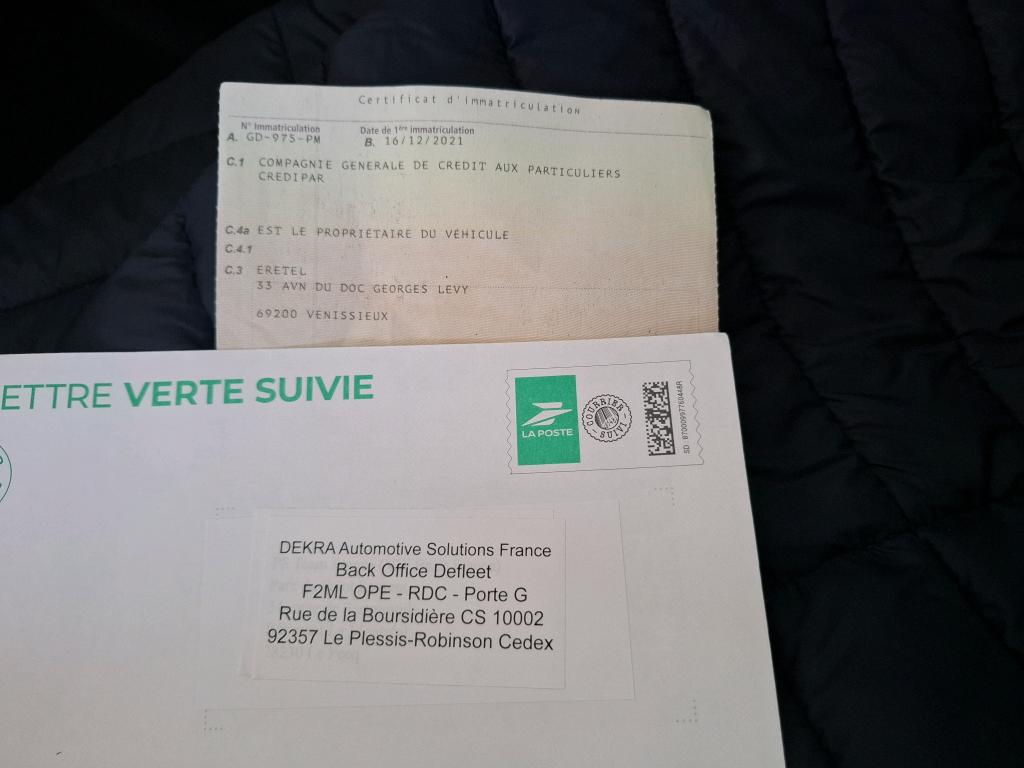 Certificat d'immatriculation
N° Immatriculation Date de 1ère immatriculation
A. GD-975-PM B. 16/12/2021
C.1 COMPAGNIE GENERALE DE CREDIT AUX PARTICULIERS
CREDIPAR
C.4a EST LE PROPRIÉTAIRE DU VÉHICULE
C.4.1
C.3 ERETEL
33 AVN DU DOC GEORGES LEVY
69200 VENISSIEUX
ETTRE VERTE SUIVIE
LA POSTE
COURRIER SUIVI
DEKRA Automotive Solutions France
Back Office Defleet
F2ML OPE - RDC - Porte G
Rue de la Boursidière CS 10002
92357 Le Plessis-Robinson Cedex